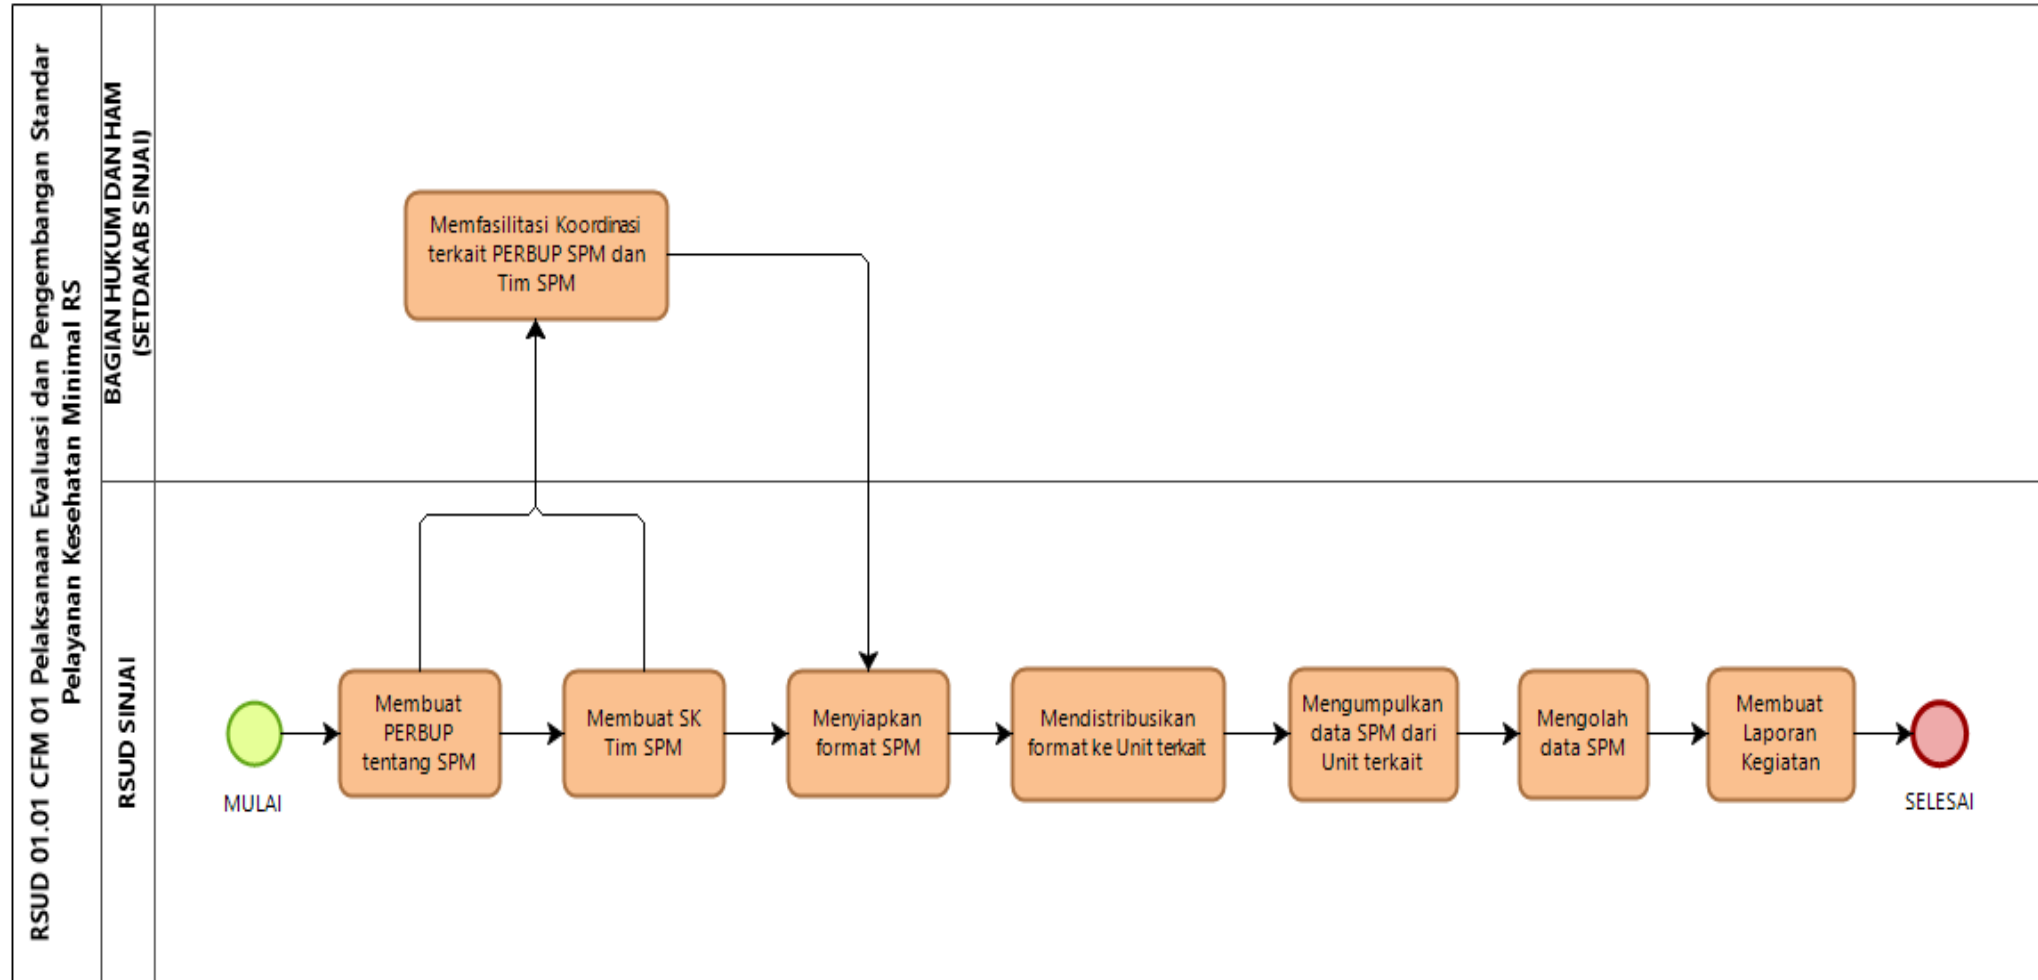 RSUD 01.01 CFM 01 Pelaksanaan Evaluasi dan Pengembangan Standar
Pelayanan Kesehatan Minimal RS
BAGIAN HUKUM DAN HAM
(SETDAKAB SINJAI)
Memfasilitasi Koordinasi
terkait PERBUP SPM dan
Tim SPM
RSUD SINJAI
MULAI
Membuat
PERBUP
tentang SPM
Membuat SK
Tim SPM
Menyiapkan
format SPM
Mendistribusikan
format ke Unit terkait
Mengumpulkan
data SPM dari
Unit terkait
Mengolah
data SPM
Membuat
Laporan
Kegiatan
SELESAI